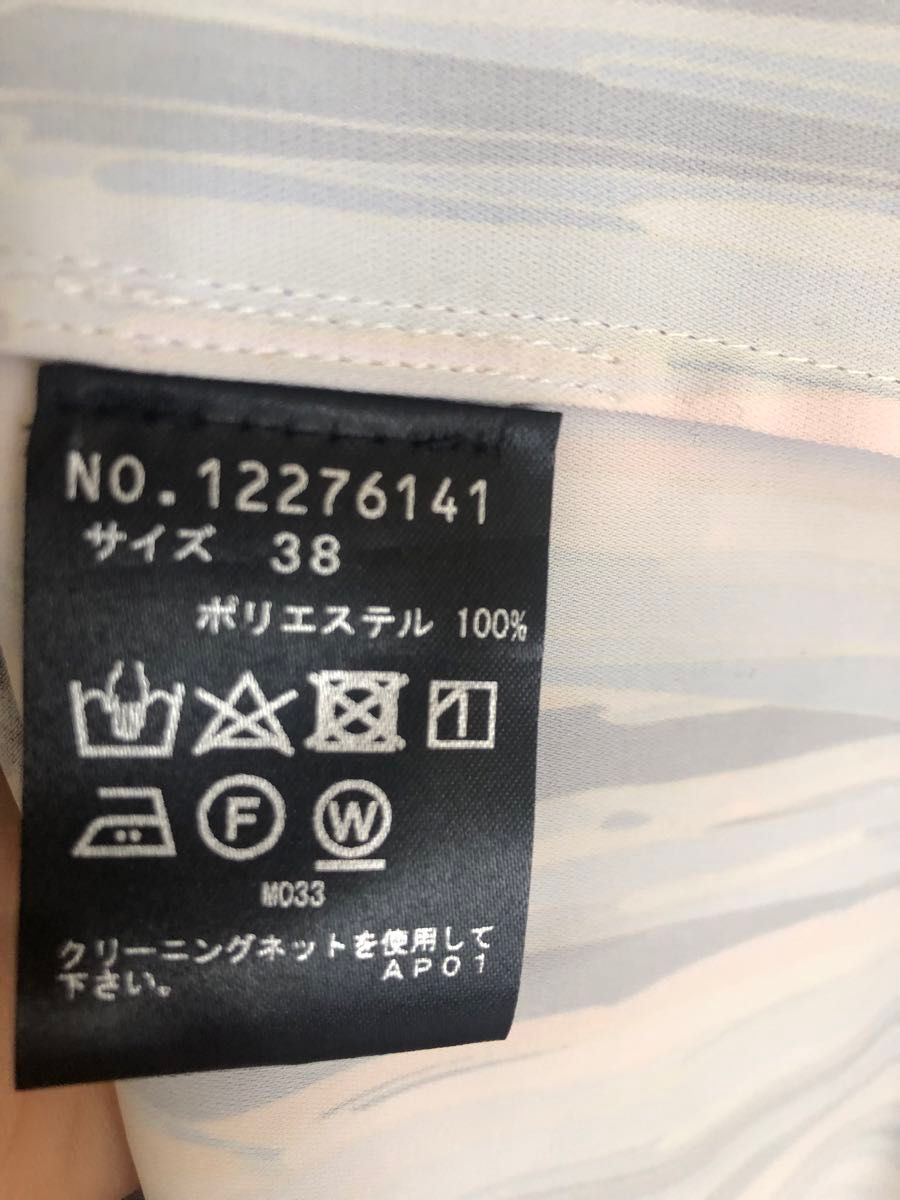 NO.12276141
サイズ 38
ポリエステル 100%
F W
M033
クリーニングネットを使用して
下さい。 AP01